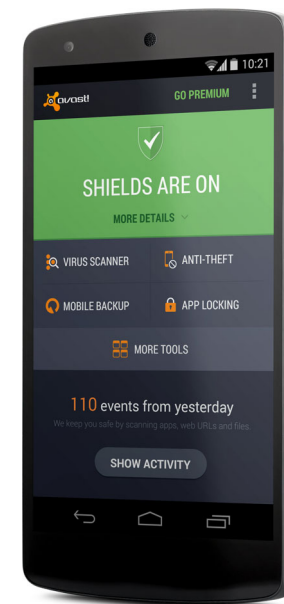 10:21
avast!
GO PREMIUM
SHIELDS ARE ON
MORE DETAILS
VIRUS SCANNER
ANTI-THEFT
MOBILE BACKUP
APP LOCKING
MORE TOOLS
110 events from yesterday
We keep you safe by scanning apps, web URLs and files.
SHOW ACTIVITY